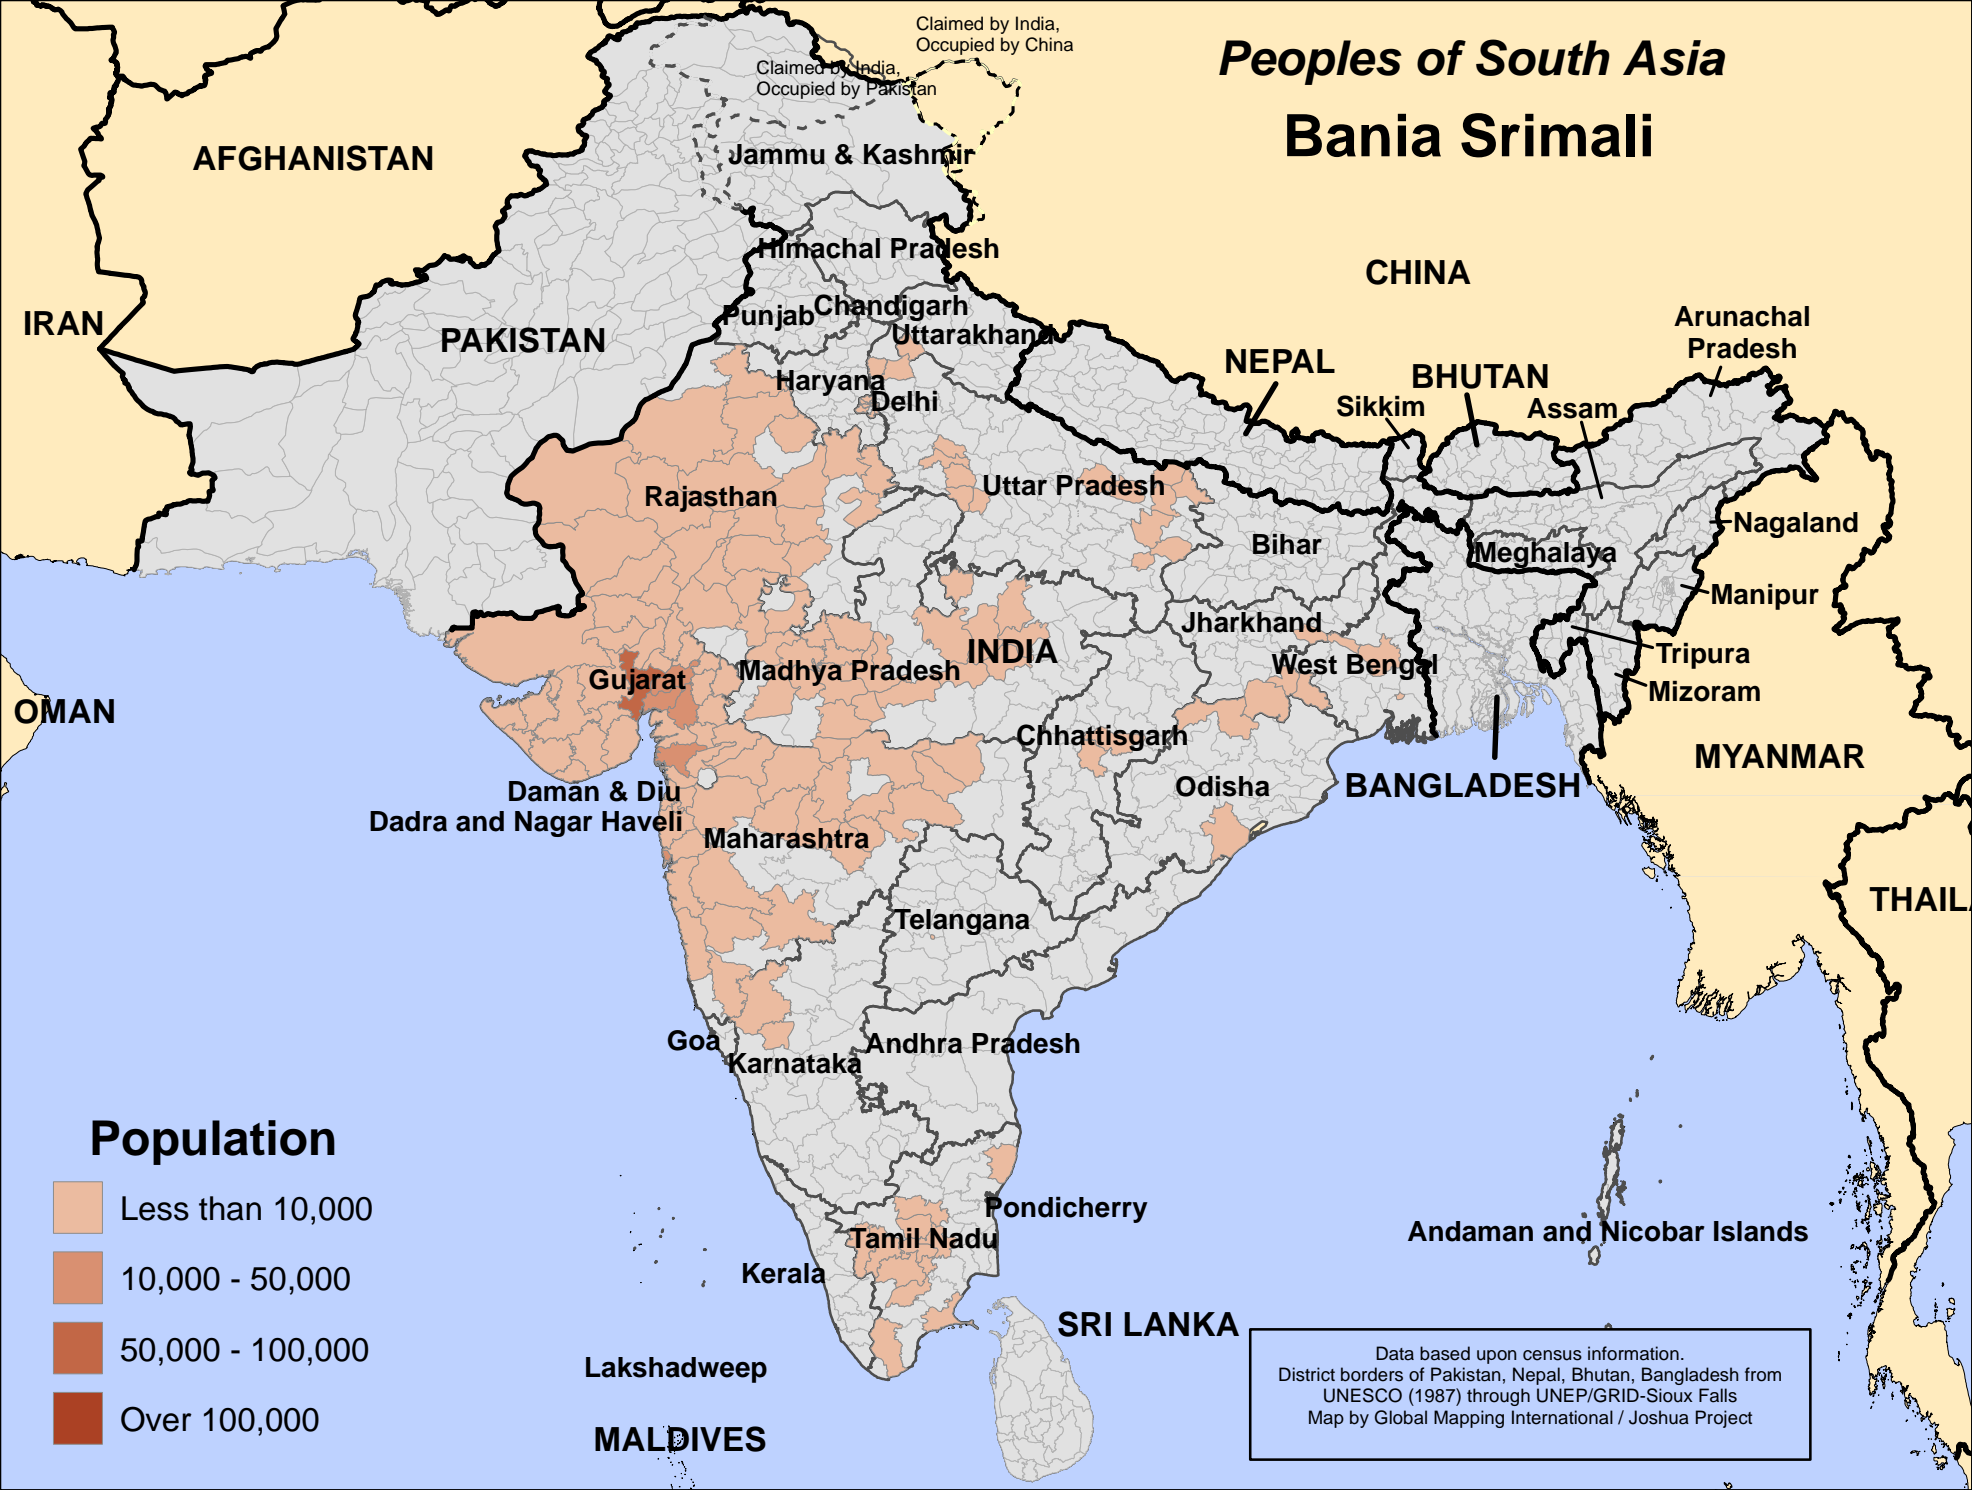 Claimed by India,
Occupied by China
Peoples of South Asia
Bania Srimali
Claimed by India,
Occupied by Pakistan
AFGHANISTAN
Jammu & Kashmir
Himachal Pradesh
CHINA
IRAN
PAKISTAN
Punjab
Chandigarh
Uttarakhand
Arunachal
Pradesh
NEPAL
BHUTAN
Haryana
Delhi
Sikkim
Assam
Rajasthan
Uttar Pradesh
Nagaland
Bihar
Meghalaya
Manipur
Jharkhand
INDIA
Tripura
West Bengal
Madhya Pradesh
Gujarat
Mizoram
OMAN
Chhattisgarh
MYANMAR
Odisha
BANGLADESH
Daman & Diu
Dadra and Nagar Haveli
Maharashtra
THAIL
Telangana
Goa
Andhra Pradesh
Karnataka
Pondicherry
Tamil Nadu
Andaman and Nicobar Islands
Kerala
SRI LANKA
Lakshadweep
MALDIVES
Population
Less than 10,000
10,000 - 50,000
50,000 - 100,000
Over 100,000
Data based upon census information.
District borders of Pakistan, Nepal, Bhutan, Bangladesh from
UNESCO (1987) through UNEP/GRID-Sioux Falls
Map by Global Mapping International / Joshua Project